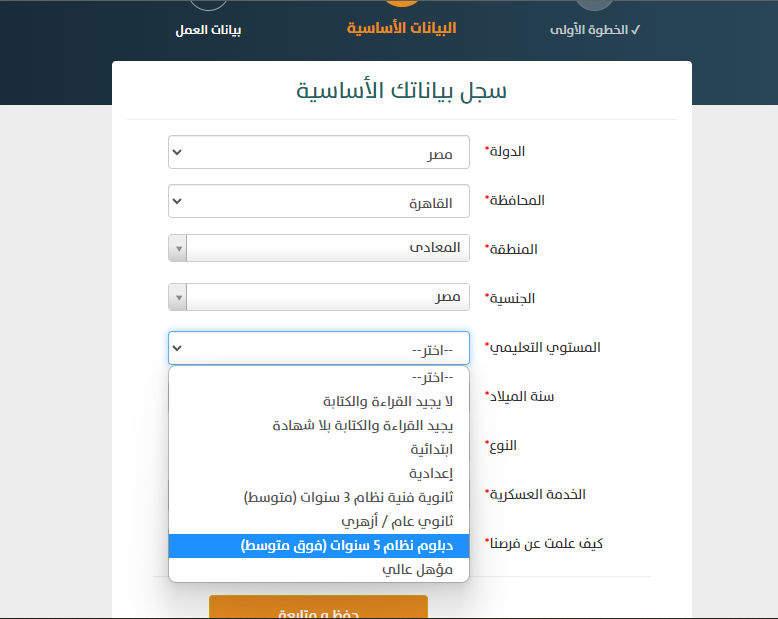 ✓ الخطوة الأولى
البيانات الأساسية
بيانات العمل
سجل بياناتك الأساسية
الدولة*
مصر
المحافظة*
القاهرة
المنطقة*
المعادى
الجنسية*
مصر
المستوي التعليمي*
--اختر--
--اختر--
لا يجيد القراءة والكتابة
يجيد القراءة والكتابة بلا شهادة
ابتدائية
إعدادية
ثانوية فنية نظام 3 سنوات (متوسط)
ثانوي عام / أزهري
دبلوم نظام 5 سنوات (فوق متوسط)
مؤهل عالي
سنة الميلاد*
النوع*
الخدمة العسكرية*
كيف علمت عن فرصنا*
حفظ و متابعة